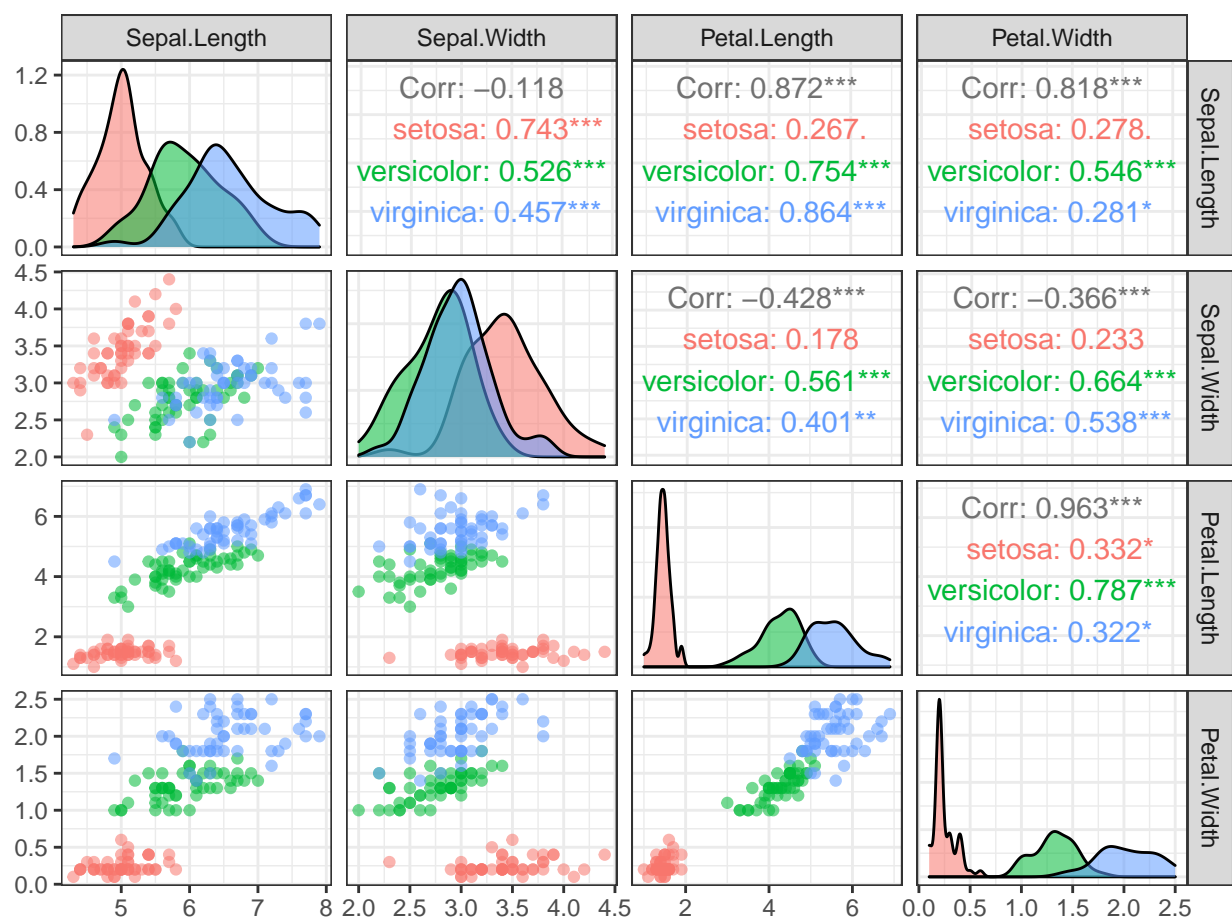 Sepal.Length
Sepal.Width
Petal.Length
Petal.Width
1.2
0.8
0.4
0.0
Corr: −0.118
setosa: 0.743***
versicolor: 0.526***
virginica: 0.457***
Corr: 0.872***
setosa: 0.267.
versicolor: 0.754***
virginica: 0.864***
Corr: 0.818***
setosa: 0.278.
versicolor: 0.546***
virginica: 0.281*
Sepal.Length
4.5
4.0
3.5
3.0
2.5
2.0
Corr: −0.428***
setosa: 0.178
versicolor: 0.561***
virginica: 0.401**
Corr: −0.366***
setosa: 0.233
versicolor: 0.664***
virginica: 0.538***
Sepal.Width
6
4
2
Corr: 0.963***
setosa: 0.332*
versicolor: 0.787***
virginica: 0.322*
Petal.Length
2.5
2.0
1.5
1.0
0.5
0.0
Petal.Width
5 6 7 8
2.0 2.5 3.0 3.5 4.0 4.5
2 4 6
0.0 0.5 1.0 1.5 2.0 2.5